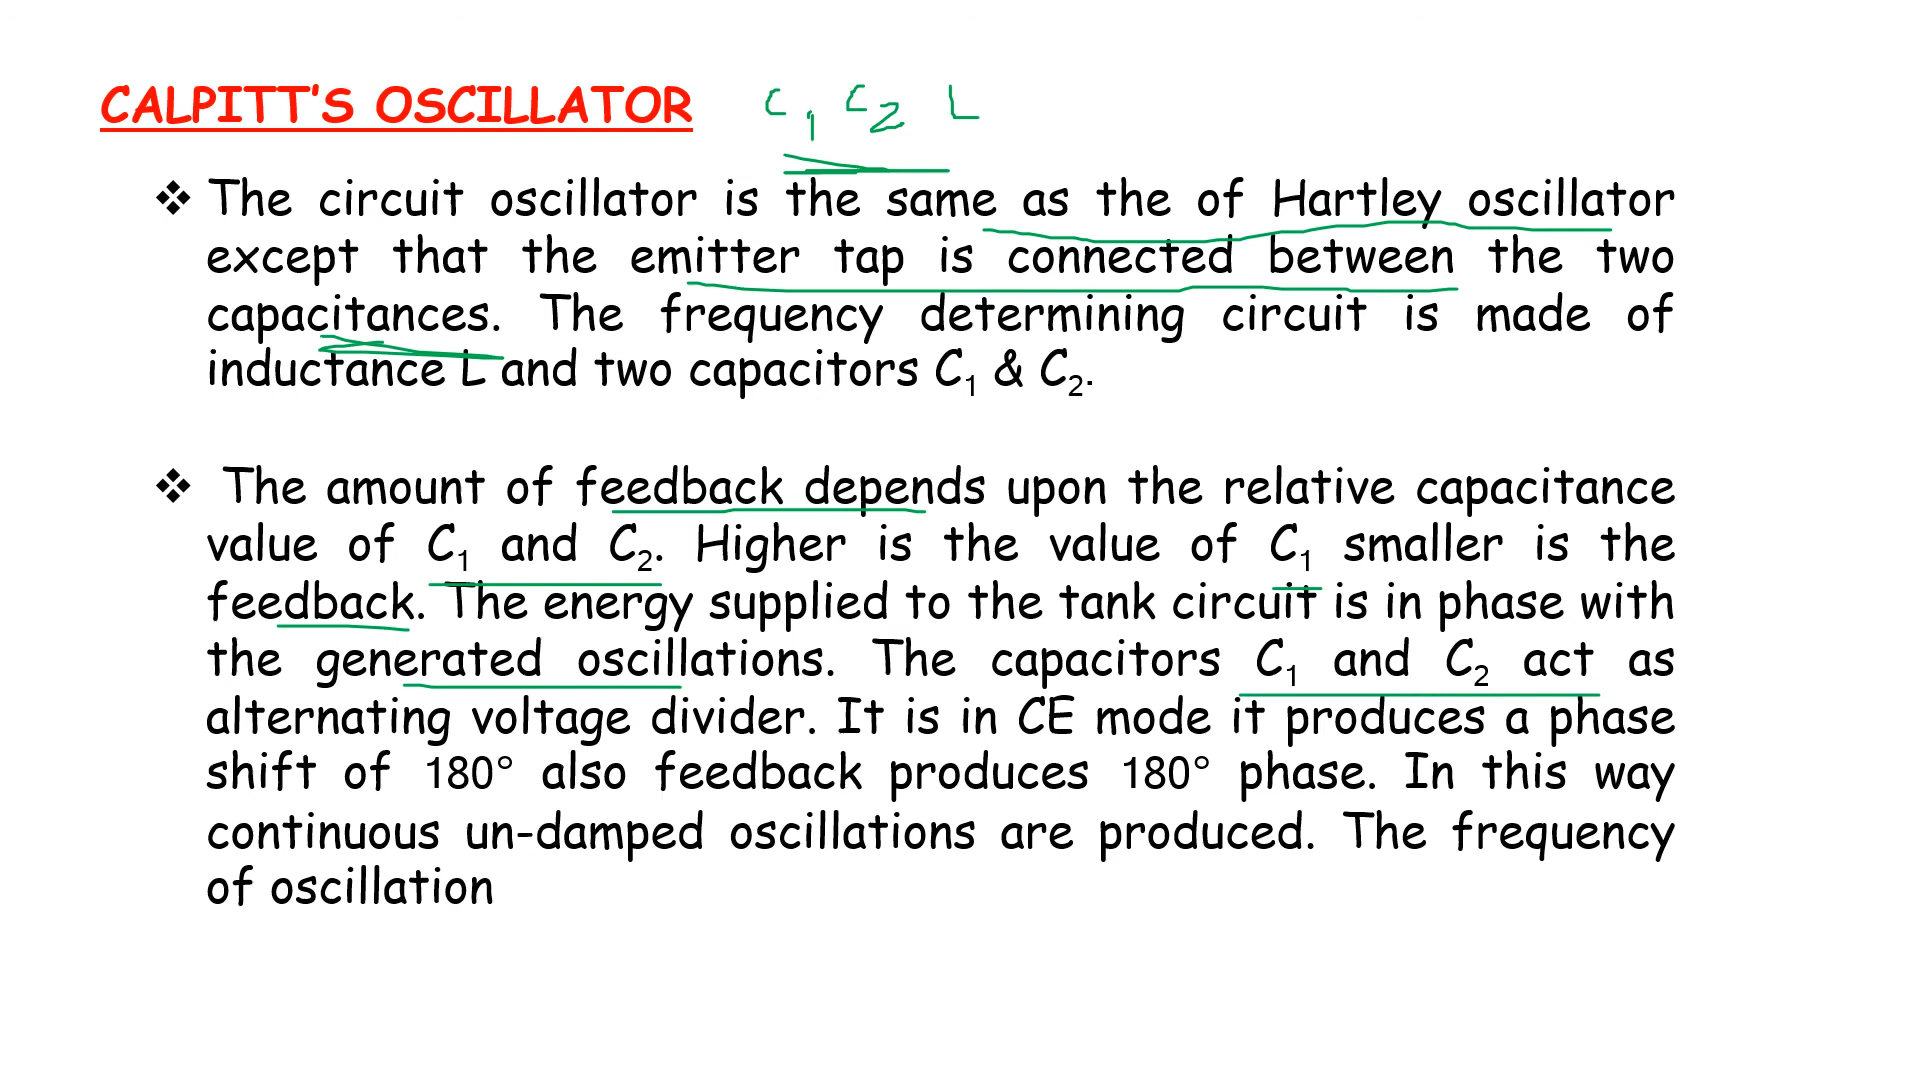 CALPITT'S OSCILLATOR C₁ C₂ L
❖ The circuit oscillator is the same as the of Hartley oscillator
except that the emitter tap is connected between the two
capacitances. The frequency determining circuit is made of
inductance L and two capacitors C₁ & C₂.
❖ The amount of feedback depends upon the relative capacitance
value of C₁ and C₂. Higher is the value of C₁ smaller is the
feedback. The energy supplied to the tank circuit is in phase with
the generated oscillations. The capacitors C₁ and C₂ act as
alternating voltage divider. It is in CE mode it produces a phase
shift of 180° also feedback produces 180° phase. In this way
continuous un-damped oscillations are produced. The frequency
of oscillation